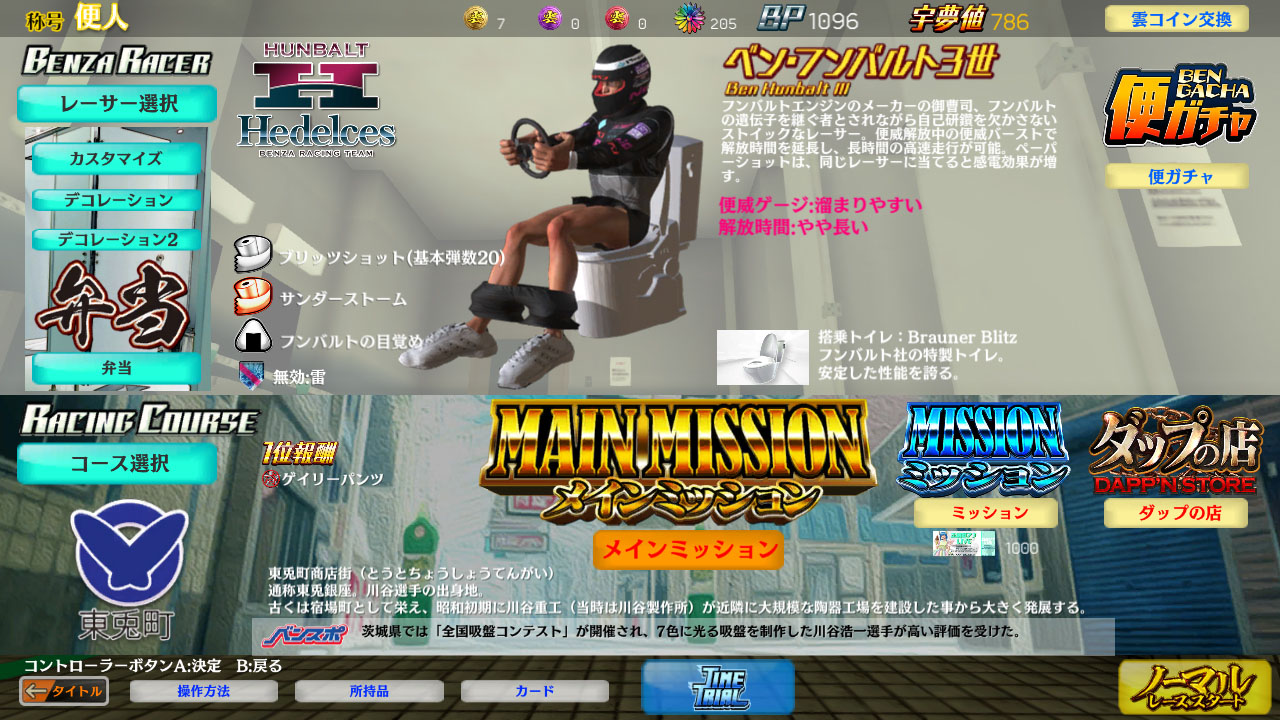 称号 便人
7 0 0 205 BP 1096 宇夢値 786
雲コイン交換
BENZA RACER
レーサー選択
カスタマイズ
デコレーション
デコレーション2
弁当
弁当
HUNBALT
H
Hedelces
BENZA RACING TEAM
ブリッツショット(基本弾数20)
サンダーストーム
フンバルトの目覚め
無効:雷
ベン・フンバルト3世
Ben Hunbalt III
フンバルトエンジンのメーカーの御曹司、フンバルト
の遺伝子を継ぐ者とされながら自己研鑽を欠かさない
ストイックなレーサー。便威解放中の便威バーストで
解放時間を延長し、長時間の高速走行が可能。ペーパ
ーショットは、同じレーサーに当てると感電効果が増
す。
便威ゲージ:溜まりやすい
解放時間:やや長い
搭乗トイレ：Brauner Blitz
フンバルト社の特製トイレ。
安定した性能を誇る。
BEN GACHA
便ガチャ
便ガチャ
RACING COURSE
コース選択
東兎町
1位報酬
ゲイリーパンツ
MAIN MISSION
メインミッション
メインミッション
MISSION
ミッション
ミッション
1000
ダップの店
DAPP'N STORE
ダップの店
東兎町商店街（とうとちょうしょうてんがい）
通称東兎銀座。川谷選手の出身地。
古くは宿場町として栄え、昭和初期に川谷重工（当時は川谷製作所）が近隣に大規模な陶器工場を建設した事から大きく発展する。
ベンスポ 茨城県では「全国吸盤コンテスト」が開催され、7色に光る吸盤を制作した川谷浩一選手が高い評価を受けた。
コントローラーボタンA:決定 B:戻る
タイトル
操作方法
所持品
カード
TIME TRIAL
ノーマル
レーススタート